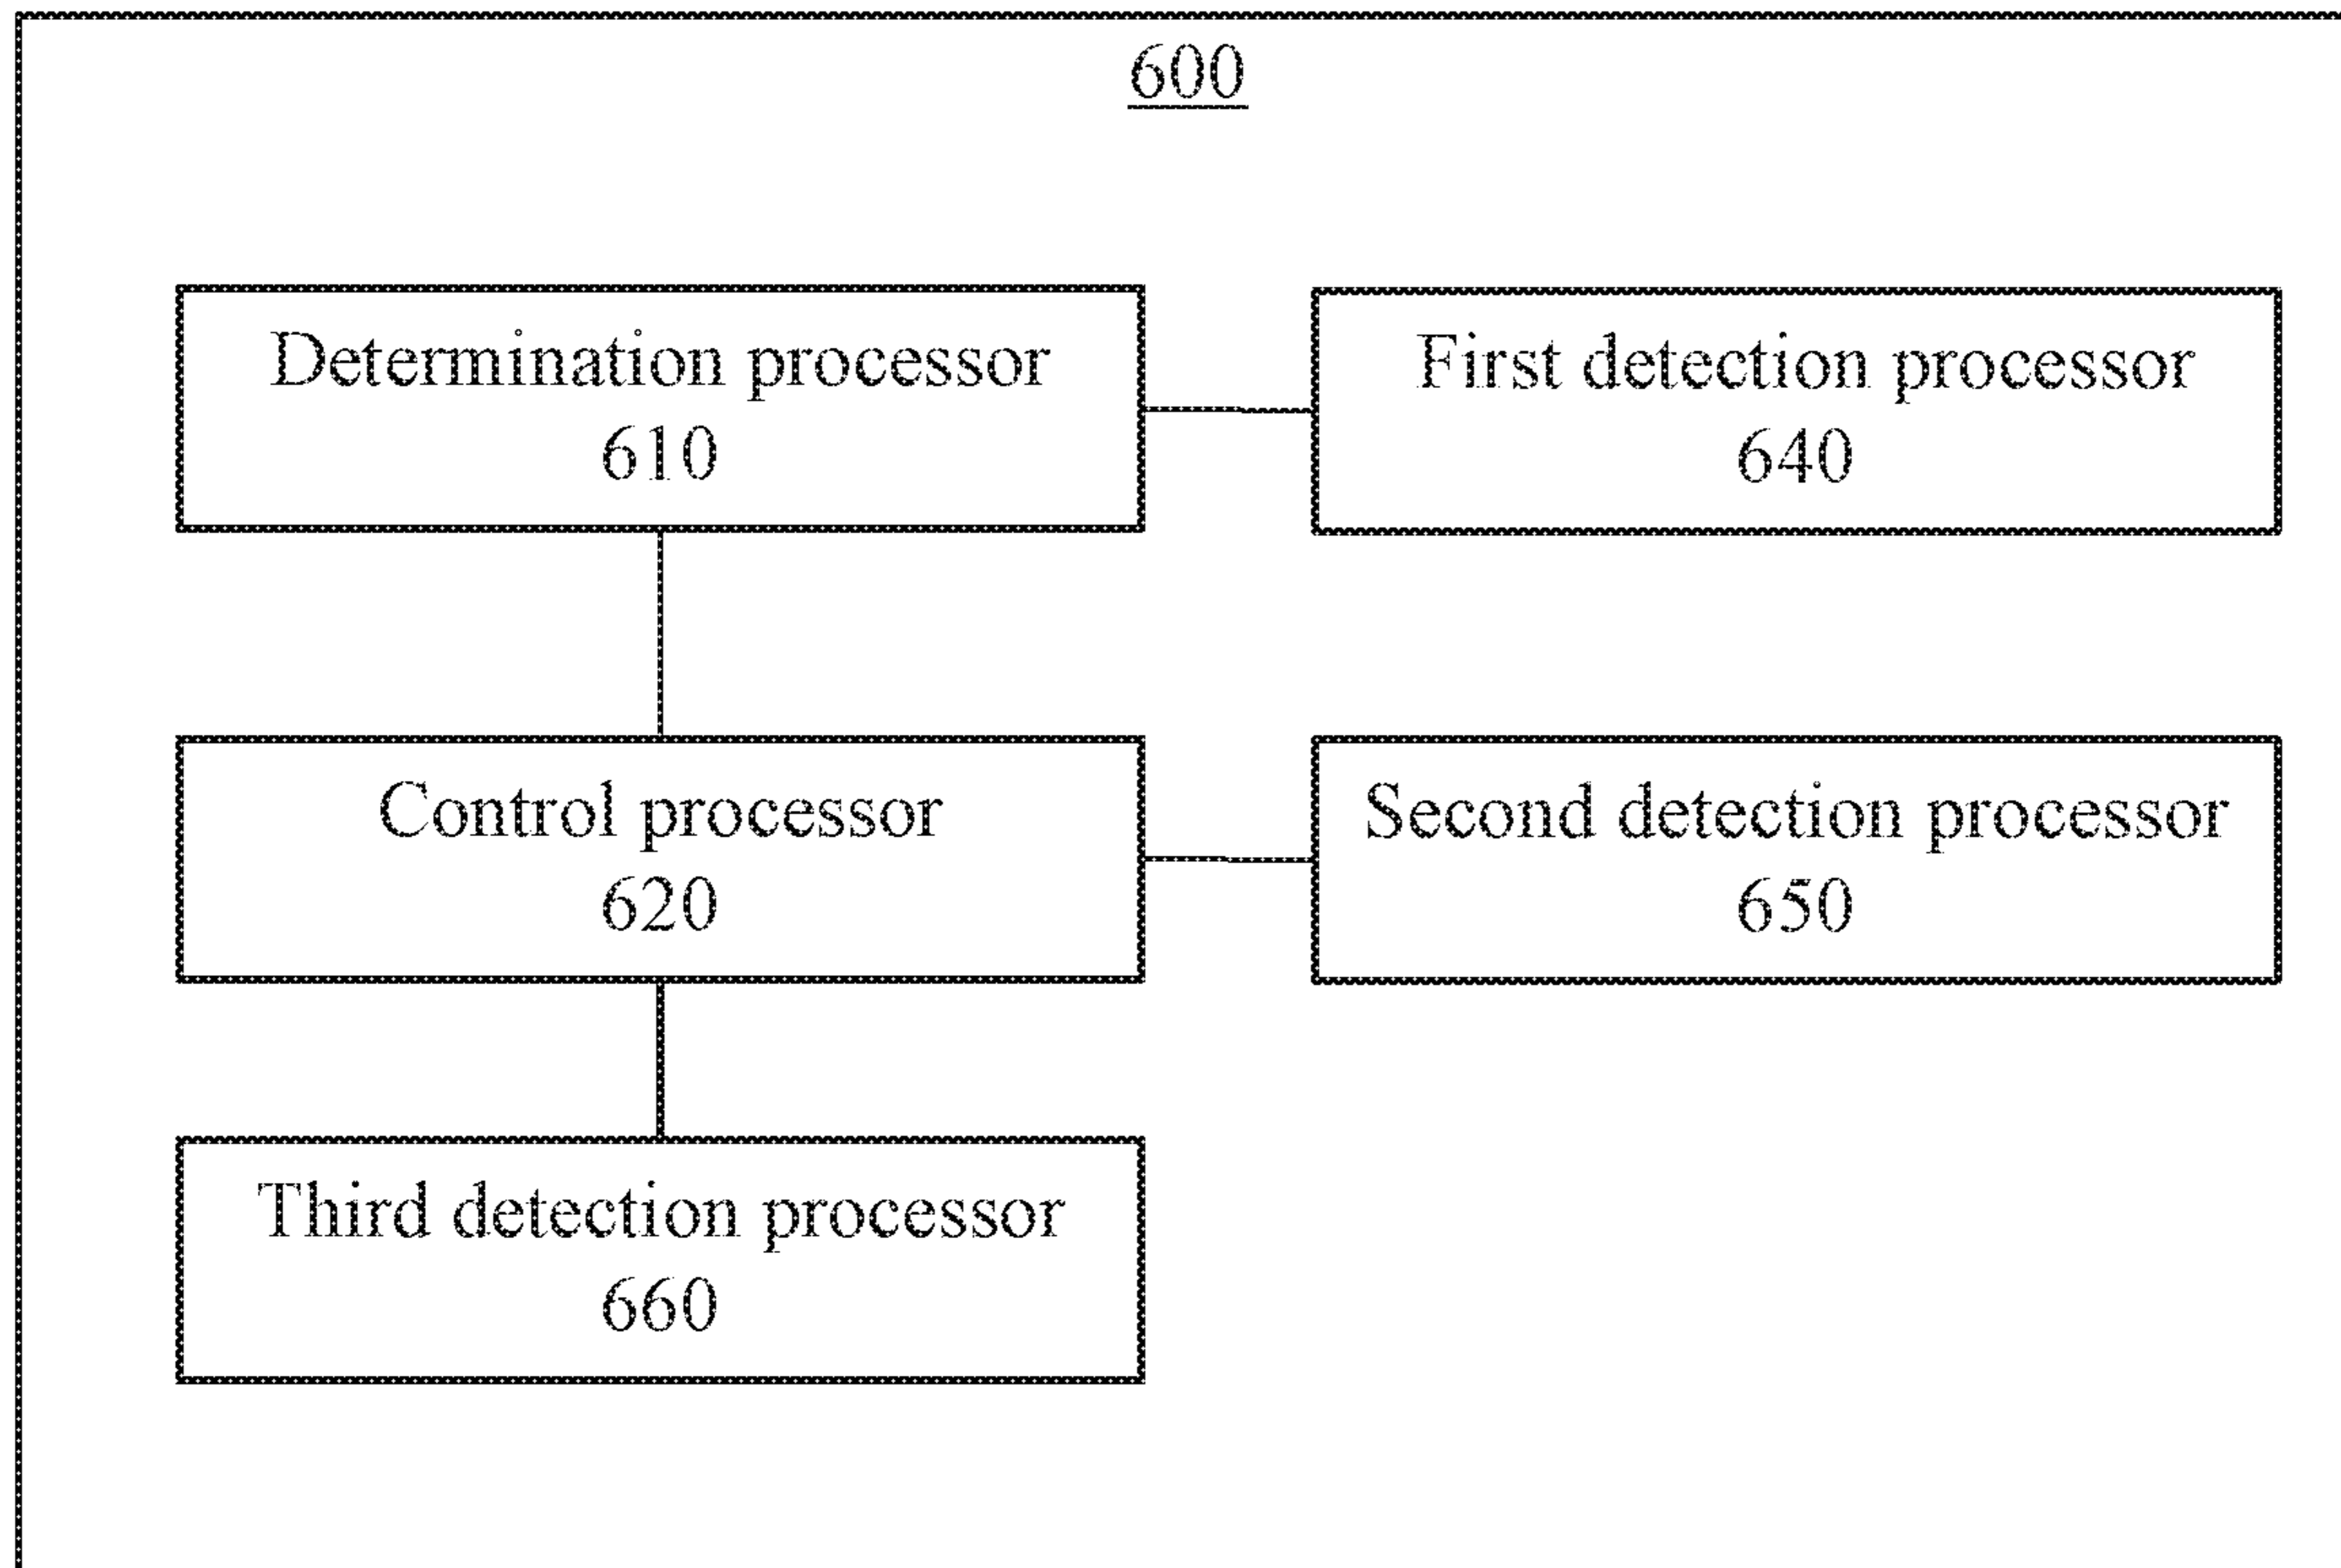 600
Determination processor
610
First detection processor
640
Control processor
620
Second detection processor
650
Third detection processor
660